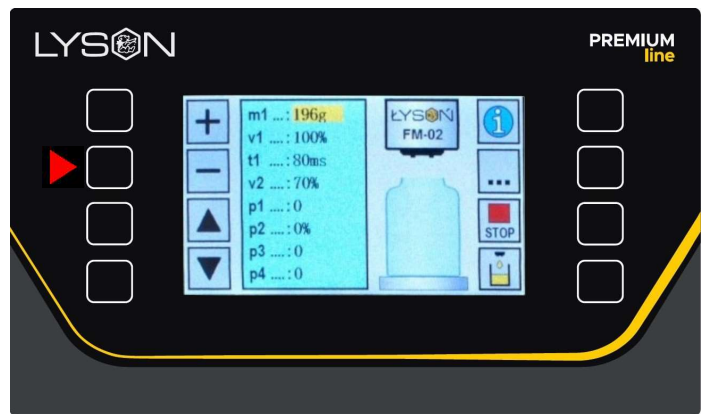 LYSON
PREMIUM
line
+
−
m1 ...: 196g
v1 ....: 100%
t1 ....: 80ms
v2 ....: 70%
p1 ....: 0
p2 ....: 0%
p3 ....: 0
p4 ....: 0
ŁYSOŃ
FM-02
i
...
STOP